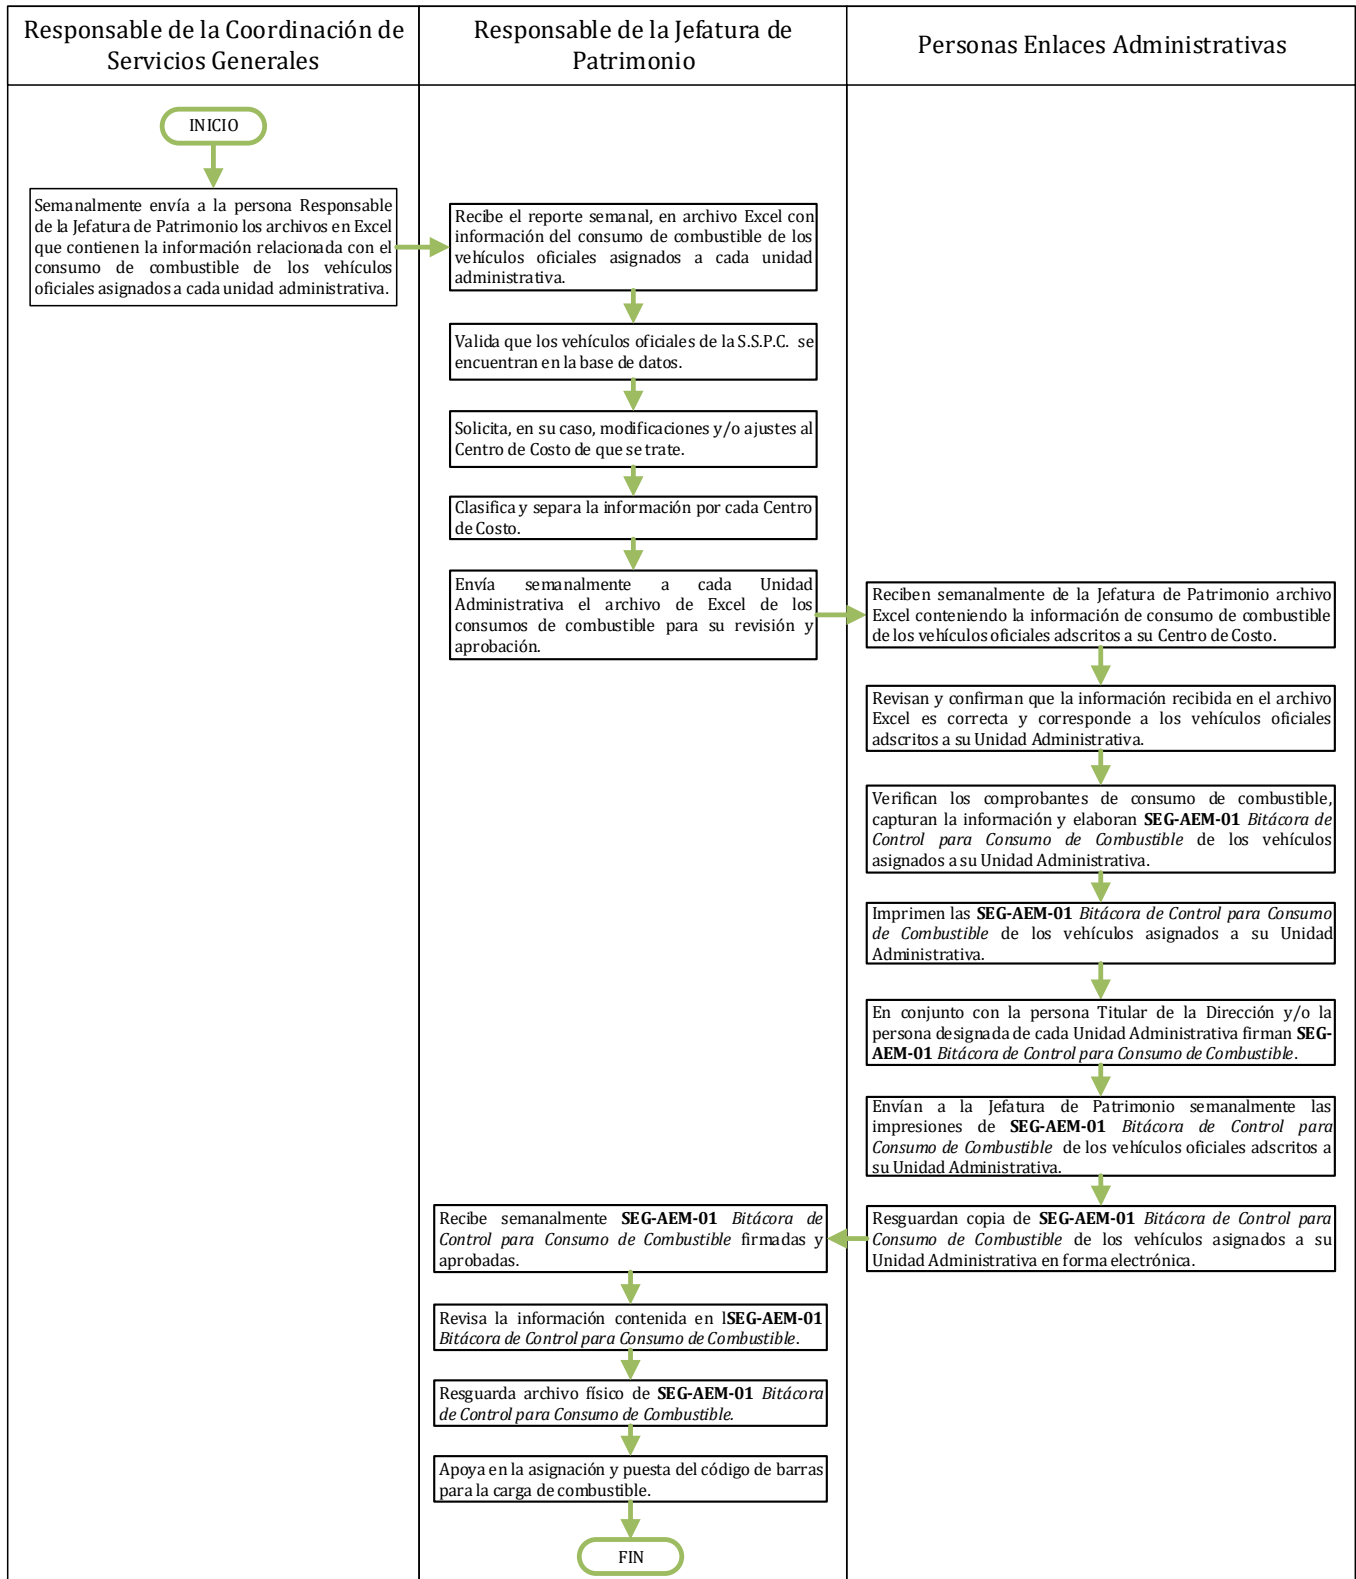 Responsable de la Coordinación de
Servicios Generales
Responsable de la Jefatura de
Patrimonio
Personas Enlaces Administrativas
INICIO
Semanalmente envía a la persona Responsable
de la Jefatura de Patrimonio los archivos en Excel
que contienen la información relacionada con el
consumo de combustible de los vehículos
oficiales asignados a cada unidad administrativa.
Recibe el reporte semanal, en archivo Excel con
información del consumo de combustible de los
vehículos oficiales asignados a cada unidad
administrativa.
Valida que los vehículos oficiales de la S.S.P.C. se
encuentran en la base de datos.
Solicita, en su caso, modificaciones y/o ajustes al
Centro de Costo de que se trate.
Clasifica y separa la información por cada Centro
de Costo.
Envía semanalmente a cada Unidad
Administrativa el archivo de Excel de los
consumos de combustible para su revisión y
aprobación.
Reciben semanalmente de la Jefatura de Patrimonio archivo
Excel conteniendo la información de consumo de combustible
de los vehículos oficiales adscritos a su Centro de Costo.
Revisan y confirman que la información recibida en el archivo
Excel es correcta y corresponde a los vehículos oficiales
adscritos a su Unidad Administrativa.
Verifican los comprobantes de consumo de combustible,
capturan la información y elaboran SEG-AEM-01 Bitácora de
Control para Consumo de Combustible de los vehículos
asignados a su Unidad Administrativa.
Imprimen las SEG-AEM-01 Bitácora de Control para Consumo
de Combustible de los vehículos asignados a su Unidad
Administrativa.
En conjunto con la persona Titular de la Dirección y/o la
persona designada de cada Unidad Administrativa firman SEG-
AEM-01 Bitácora de Control para Consumo de Combustible.
Envían a la Jefatura de Patrimonio semanalmente las
impresiones de SEG-AEM-01 Bitácora de Control para
Consumo de Combustible de los vehículos oficiales adscritos a
su Unidad Administrativa.
Resguardan copia de SEG-AEM-01 Bitácora de Control para
Consumo de Combustible de los vehículos asignados a su
Unidad Administrativa en forma electrónica.
Recibe semanalmente SEG-AEM-01 Bitácora de
Control para Consumo de Combustible firmadas y
aprobadas.
Revisa la información contenida en lSEG-AEM-01
Bitácora de Control para Consumo de Combustible.
Resguarda archivo físico de SEG-AEM-01 Bitácora
de Control para Consumo de Combustible.
Apoya en la asignación y puesta del código de barras
para la carga de combustible.
FIN